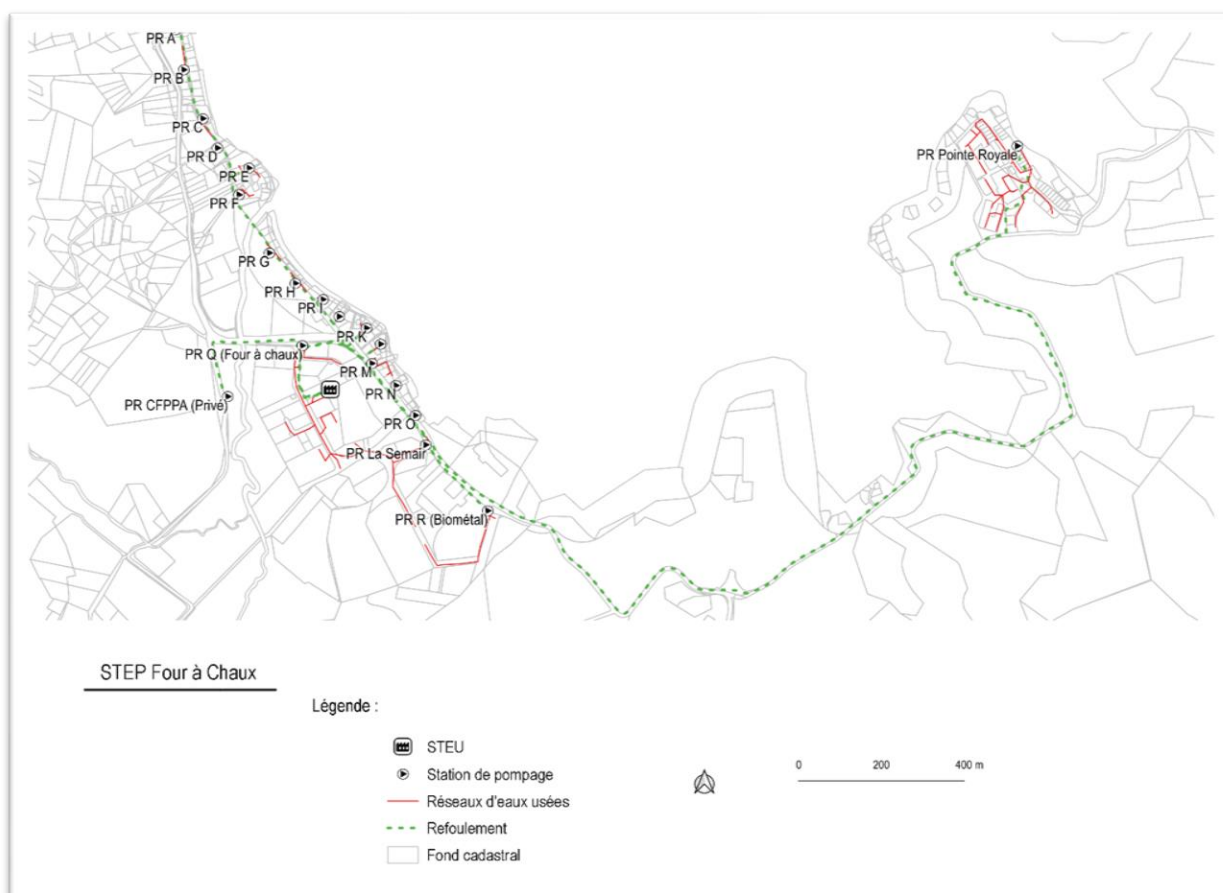 PR A
PR B
PR C
PR D
PR E
PR F
PR G
PR H
PR I
PR K
PR Q (Four à chaux)
PR M
PR N
PR CFPPA (Privé)
PR O
PR La Semair
PR R (Biométal)
PR Pointe Royale
STEP Four à Chaux
Légende :
STEU
Station de pompage
Réseaux d'eaux usées
Refoulement
Fond cadastral
0 200 400 m